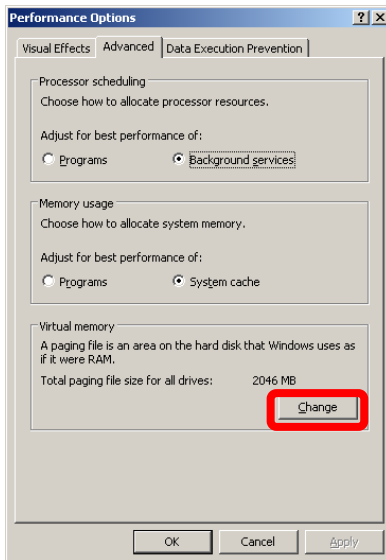 Performance Options
? X
Visual Effects Advanced Data Execution Prevention
Processor scheduling
Choose how to allocate processor resources.
Adjust for best performance of:
Programs Background services
Memory usage
Choose how to allocate system memory.
Adjust for best performance of:
Programs System cache
Virtual memory
A paging file is an area on the hard disk that Windows uses as
if it were RAM.
Total paging file size for all drives: 2046 MB
Change
OK Cancel Apply